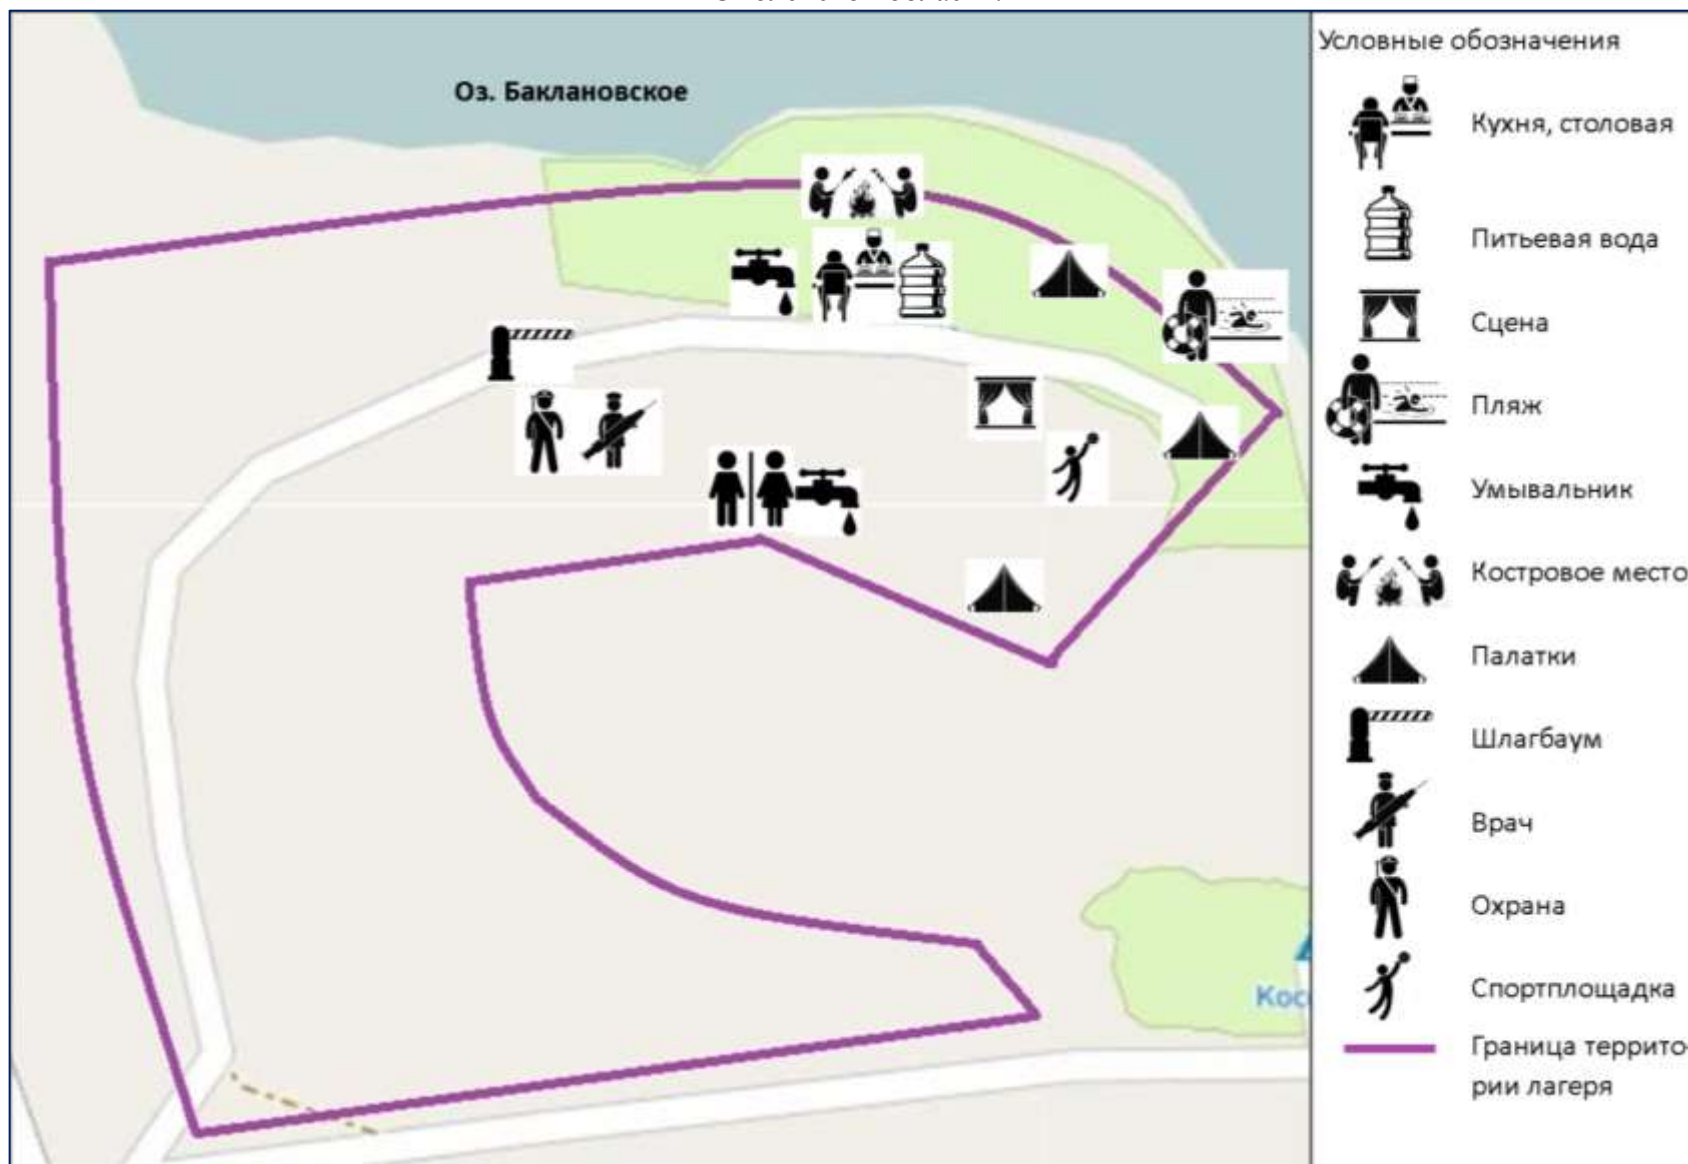 Оз. Баклановское
Условные обозначения
Кухня, столовая
Питьевая вода
Сцена
Пляж
Умывальник
Костровое место
Палатки
Шлагбаум
Врач
Охрана
Спортплощадка
Граница террито-
рии лагеря